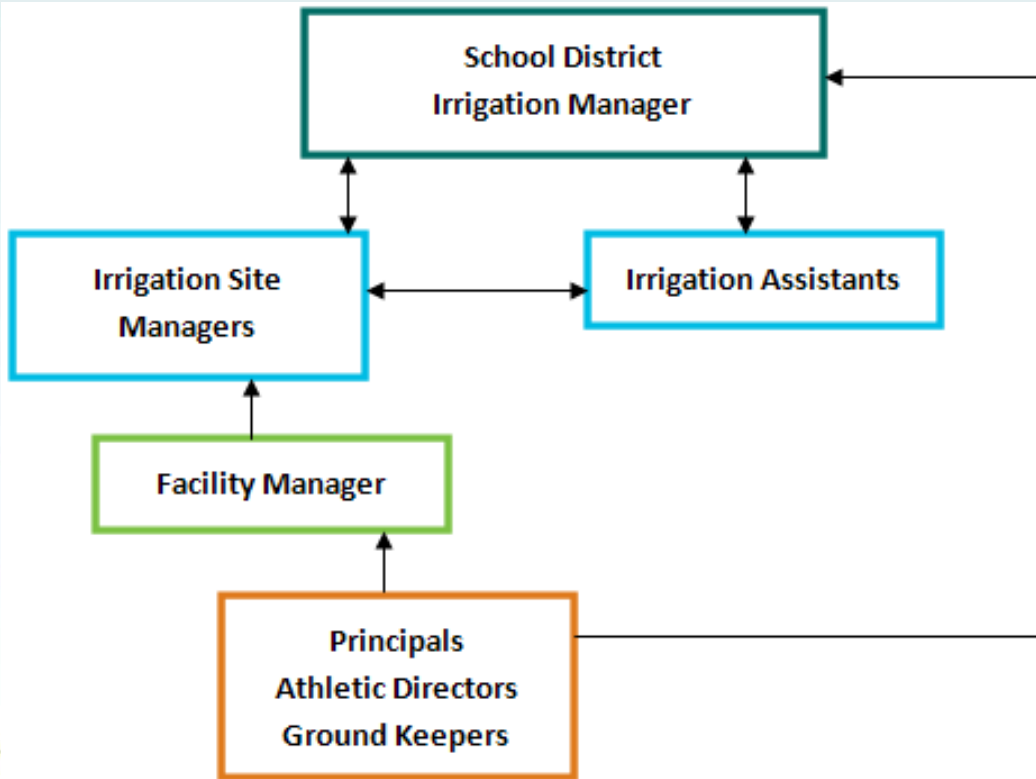 School District
Irrigation Manager
Irrigation Site
Managers
Irrigation Assistants
Facility Manager
Principals
Athletic Directors
Ground Keepers